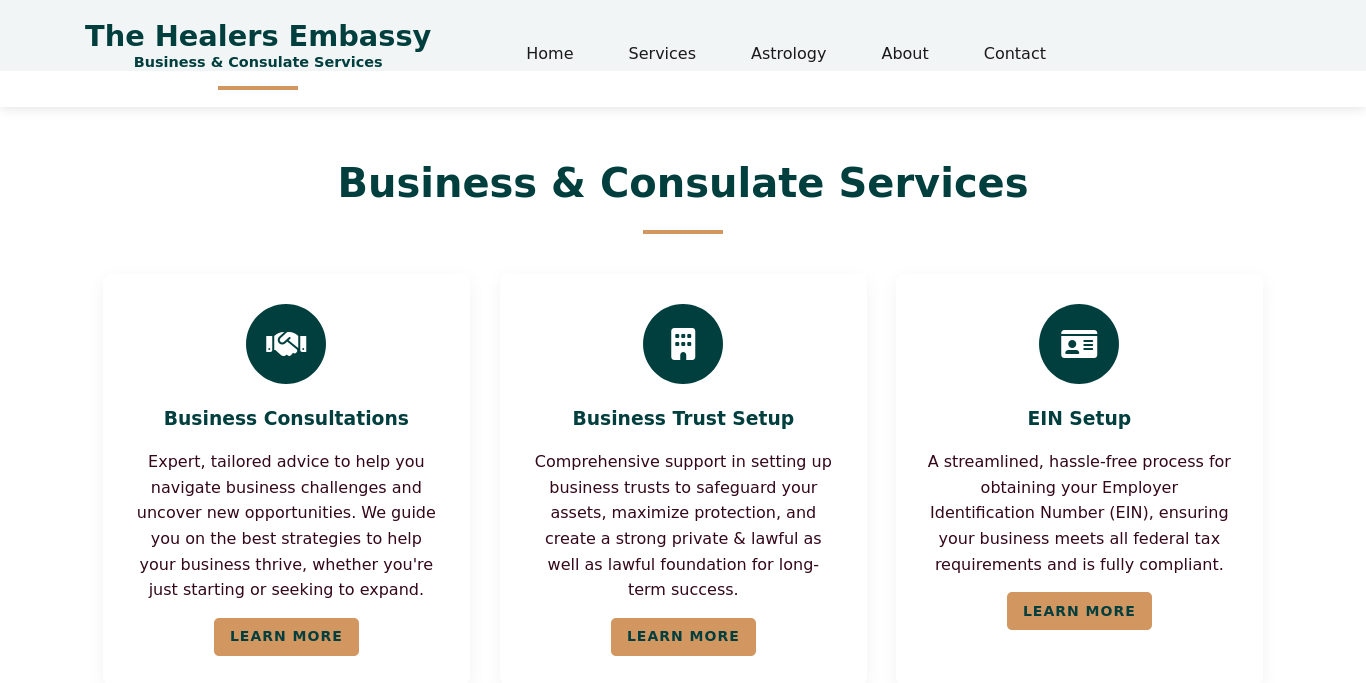 The Healers Embassy
Business & Consulate Services
Home Services Astrology About Contact
Business & Consulate Services
Business Consultations
Expert, tailored advice to help you
navigate business challenges and
uncover new opportunities. We guide
you on the best strategies to help
your business thrive, whether you're
just starting or seeking to expand.
LEARN MORE
Business Trust Setup
Comprehensive support in setting up
business trusts to safeguard your
assets, maximize protection, and
create a strong private & lawful as
well as lawful foundation for long-
term success.
LEARN MORE
EIN Setup
A streamlined, hassle-free process for
obtaining your Employer
Identification Number (EIN), ensuring
your business meets all federal tax
requirements and is fully compliant.
LEARN MORE